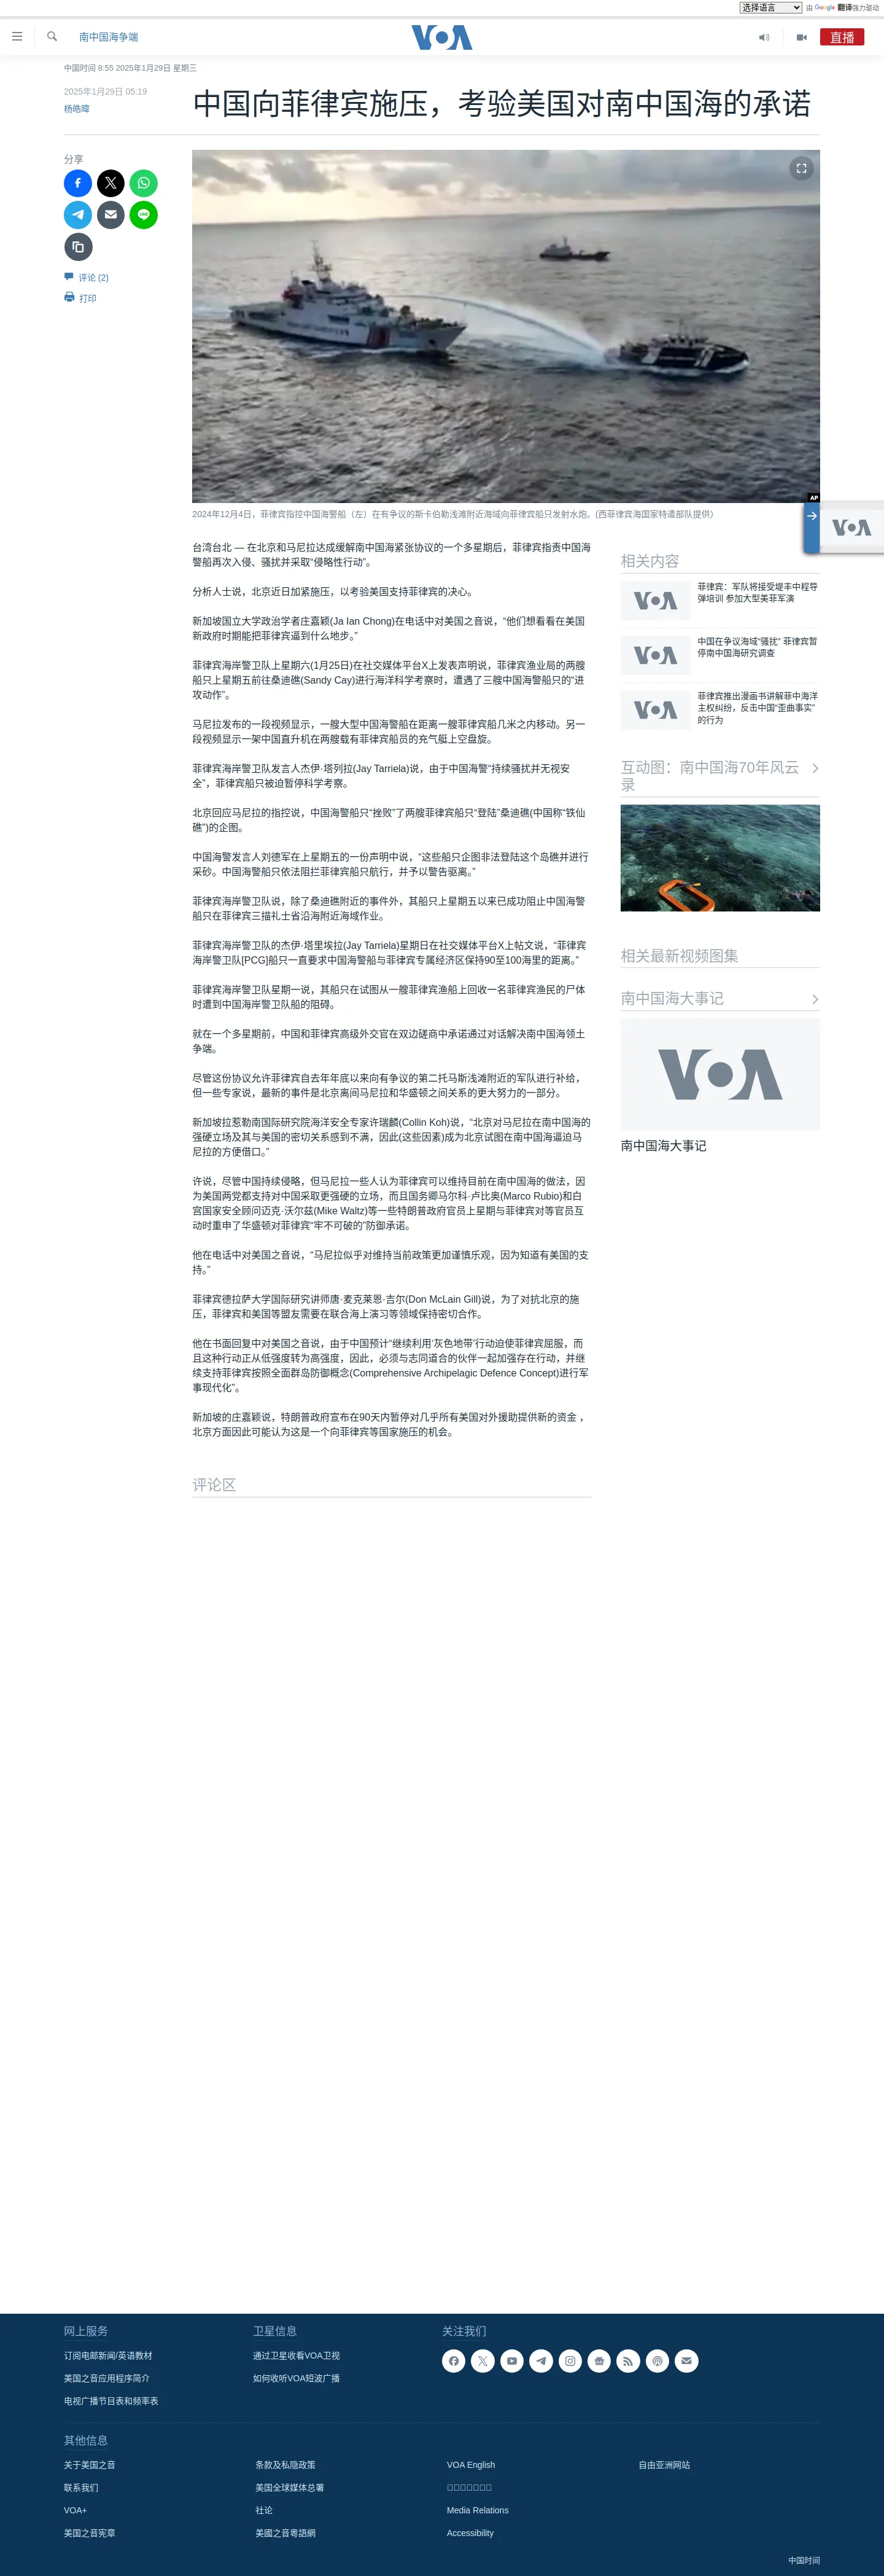 选择语言
由 Google 翻译强力驱动
南中国海争端
VOA
直播
中国时间 8:55 2025年1月29日 星期三
2025年1月29日 05:19
杨皓暐
中国向菲律宾施压，考验美国对南中国海的承诺
分享
评论 (2)
打印
AP
2024年12月4日，菲律宾指控中国海警船（左）在有争议的斯卡伯勒浅滩附近海域向菲律宾船只发射水炮。(西菲律宾海国家特遣部队提供）
VOA
台湾台北 — 在北京和马尼拉达成缓解南中国海紧张协议的一个多星期后，菲律宾指责中国海
警船再次入侵、骚扰并采取“侵略性行动”。
分析人士说，北京近日加紧施压，以考验美国支持菲律宾的决心。
新加坡国立大学政治学者庄嘉颖(Ja Ian Chong)在电话中对美国之音说，“他们想看看在美国
新政府时期能把菲律宾逼到什么地步。”
菲律宾海岸警卫队上星期六(1月25日)在社交媒体平台X上发表声明说，菲律宾渔业局的两艘
船只上星期五前往桑迪礁(Sandy Cay)进行海洋科学考察时，遭遇了三艘中国海警船只的“进
攻动作”。
马尼拉发布的一段视频显示，一艘大型中国海警船在距离一艘菲律宾船几米之内移动。另一
段视频显示一架中国直升机在两艘载有菲律宾船员的充气艇上空盘旋。
菲律宾海岸警卫队发言人杰伊·塔列拉(Jay Tarriela)说，由于中国海警“持续骚扰并无视安
全”，菲律宾船只被迫暂停科学考察。
北京回应马尼拉的指控说，中国海警船只“挫败”了两艘菲律宾船只“登陆”桑迪礁(中国称“铁仙
礁”)的企图。
中国海警发言人刘德军在上星期五的一份声明中说，“这些船只企图非法登陆这个岛礁并进行
采砂。中国海警船只依法阻拦菲律宾船只航行，并予以警告驱离。”
菲律宾海岸警卫队说，除了桑迪礁附近的事件外，其船只上星期五以来已成功阻止中国海警
船只在菲律宾三描礼士省沿海附近海域作业。
菲律宾海岸警卫队的杰伊·塔里埃拉(Jay Tarriela)星期日在社交媒体平台X上帖文说，“菲律宾
海岸警卫队[PCG]船只一直要求中国海警船与菲律宾专属经济区保持90至100海里的距离。”
菲律宾海岸警卫队星期一说，其船只在试图从一艘菲律宾渔船上回收一名菲律宾渔民的尸体
时遭到中国海岸警卫队船的阻碍。
就在一个多星期前，中国和菲律宾高级外交官在双边磋商中承诺通过对话解决南中国海领土
争端。
尽管这份协议允许菲律宾自去年年底以来向有争议的第二托马斯浅滩附近的军队进行补给，
但一些专家说，最新的事件是北京离间马尼拉和华盛顿之间关系的更大努力的一部分。
新加坡拉惹勒南国际研究院海洋安全专家许瑞麟(Collin Koh)说，“北京对马尼拉在南中国海的
强硬立场及其与美国的密切关系感到不满，因此(这些因素)成为北京试图在南中国海逼迫马
尼拉的方便借口。”
许说，尽管中国持续侵略，但马尼拉一些人认为菲律宾可以维持目前在南中国海的做法，因
为美国两党都支持对中国采取更强硬的立场，而且国务卿马尔科·卢比奥(Marco Rubio)和白
宫国家安全顾问迈克·沃尔兹(Mike Waltz)等一些特朗普政府官员上星期与菲律宾对等官员互
动时重申了华盛顿对菲律宾“牢不可破的”防御承诺。
他在电话中对美国之音说，“马尼拉似乎对维持当前政策更加谨慎乐观，因为知道有美国的支
持。”
菲律宾德拉萨大学国际研究讲师唐·麦克莱恩·吉尔(Don McLain Gill)说，为了对抗北京的施
压，菲律宾和美国等盟友需要在联合海上演习等领域保持密切合作。
他在书面回复中对美国之音说，由于中国预计“继续利用‘灰色地带’行动迫使菲律宾屈服，而
且这种行动正从低强度转为高强度，因此，必须与志同道合的伙伴一起加强存在行动，并继
续支持菲律宾按照全面群岛防御概念(Comprehensive Archipelagic Defence Concept)进行军
事现代化”。
新加坡的庄嘉颖说，特朗普政府宣布在90天内暂停对几乎所有美国对外援助提供新的资金 ，
北京方面因此可能认为这是一个向菲律宾等国家施压的机会。
评论区
相关内容
VOA
菲律宾：军队将接受堤丰中程导
弹培训 参加大型美菲军演
VOA
中国在争议海域“骚扰” 菲律宾暂
停南中国海研究调查
VOA
菲律宾推出漫画书讲解菲中海洋
主权纠纷，反击中国“歪曲事实”
的行为
互动图：南中国海70年风云
录
相关最新视频图集
南中国海大事记
VOA
南中国海大事记
网上服务
订阅电邮新闻/英语教材
美国之音应用程序简介
电视广播节目表和频率表
卫星信息
通过卫星收看VOA卫视
如何收听VOA短波广播
关注我们
其他信息
关于美国之音
条款及私隐政策
VOA English
自由亚洲网站
联系我们
美国全球媒体总署
VOA+
社论
Media Relations
美国之音宪章
美國之音粵語網
Accessibility
中国时间